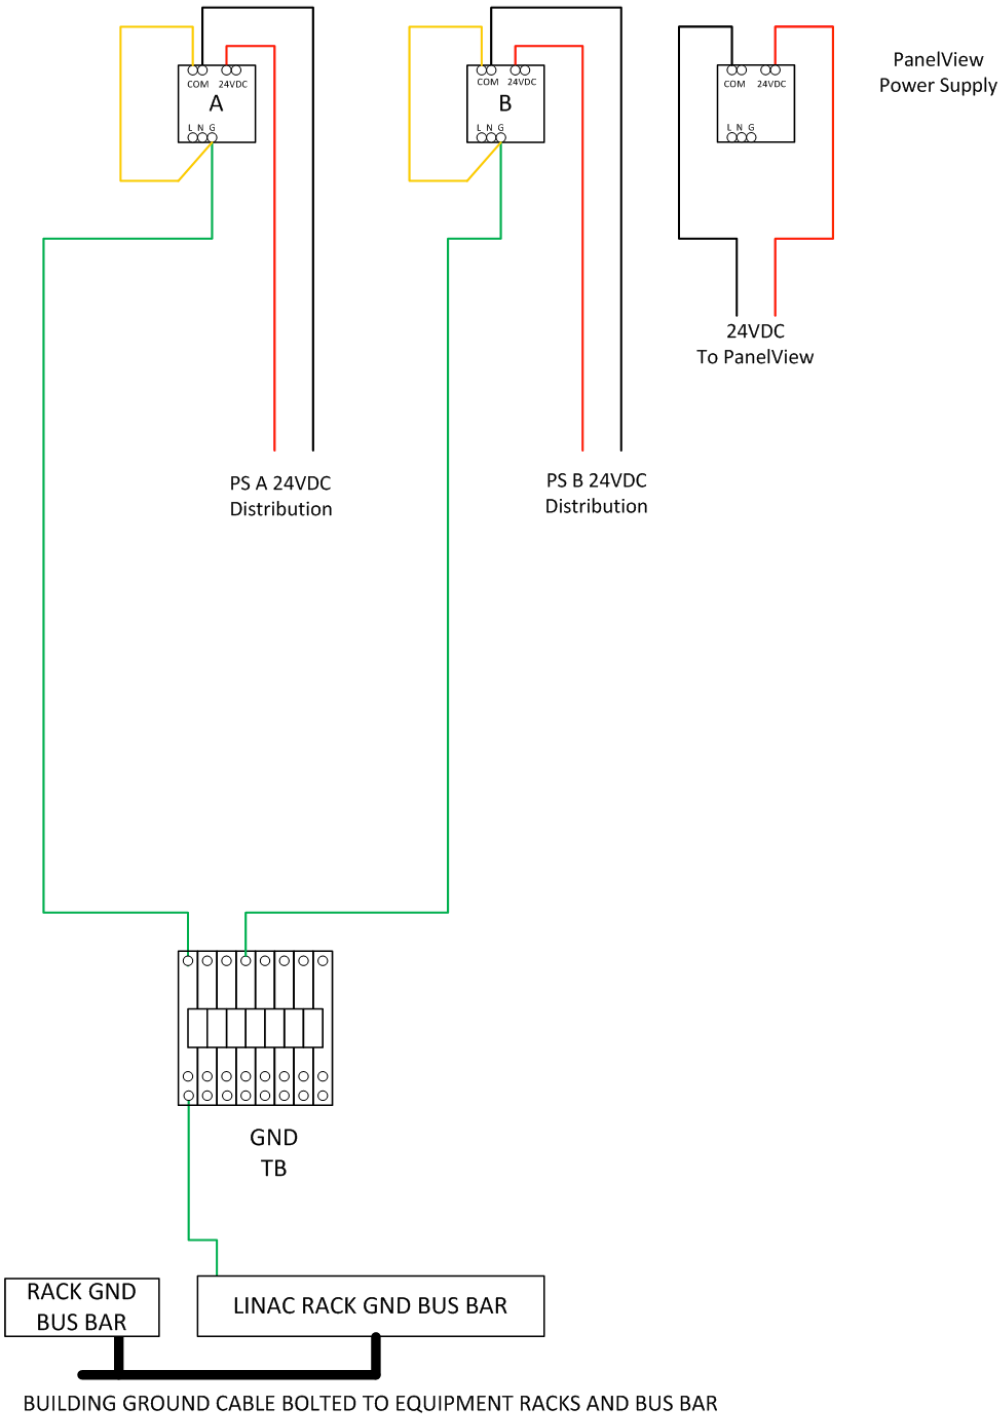 COM 24VDC
A
L N G
COM 24VDC
B
L N G
COM 24VDC
L N G
PanelView
Power Supply
24VDC
To PanelView
PS A 24VDC
Distribution
PS B 24VDC
Distribution
GND
TB
RACK GND
BUS BAR
LINAC RACK GND BUS BAR
BUILDING GROUND CABLE BOLTED TO EQUIPMENT RACKS AND BUS BAR